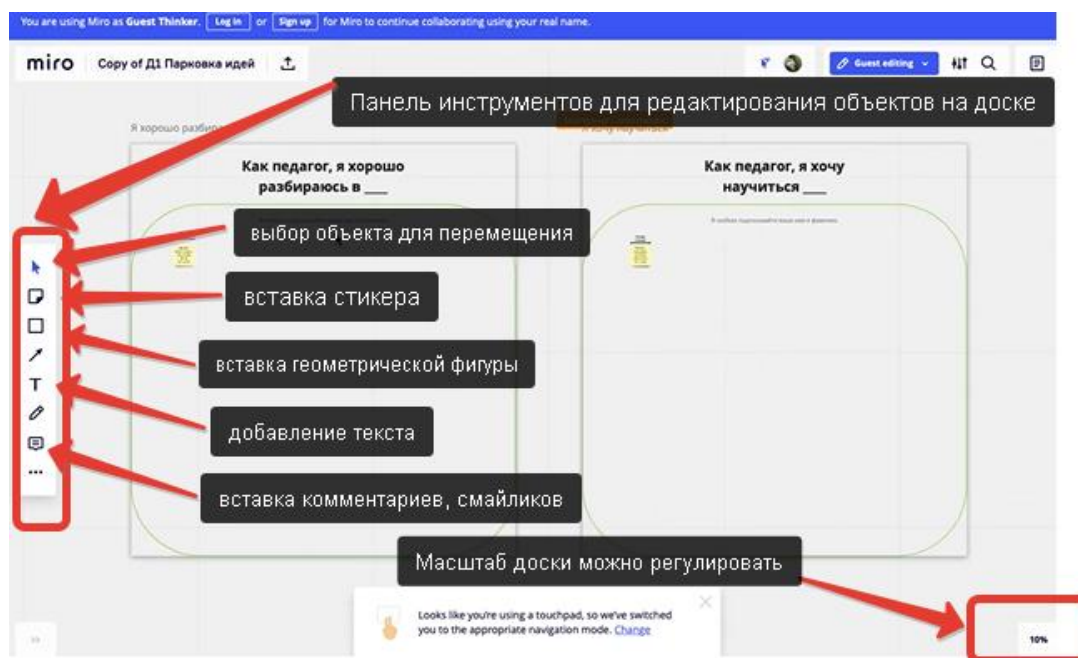 You are using Miro as Guest Thinker. Log in or Sign up for Miro to continue collaborating using your real name.
miro Copy of Д1 Парковка идей
Guest editing
Панель инструментов для редактирования объектов на доске
Я хорошо
Как педагог, я хорошо
разбираюсь в ___
Как педагог, я хочу
научиться ___
выбор объекта для перемещения
вставка стикера
вставка геометрической фигуры
T
добавление текста
вставка комментариев, смайликов
Масштаб доски можно регулировать
Looks like you're using a touchpad, so we've switched
you to the appropriate navigation mode. Change
10%